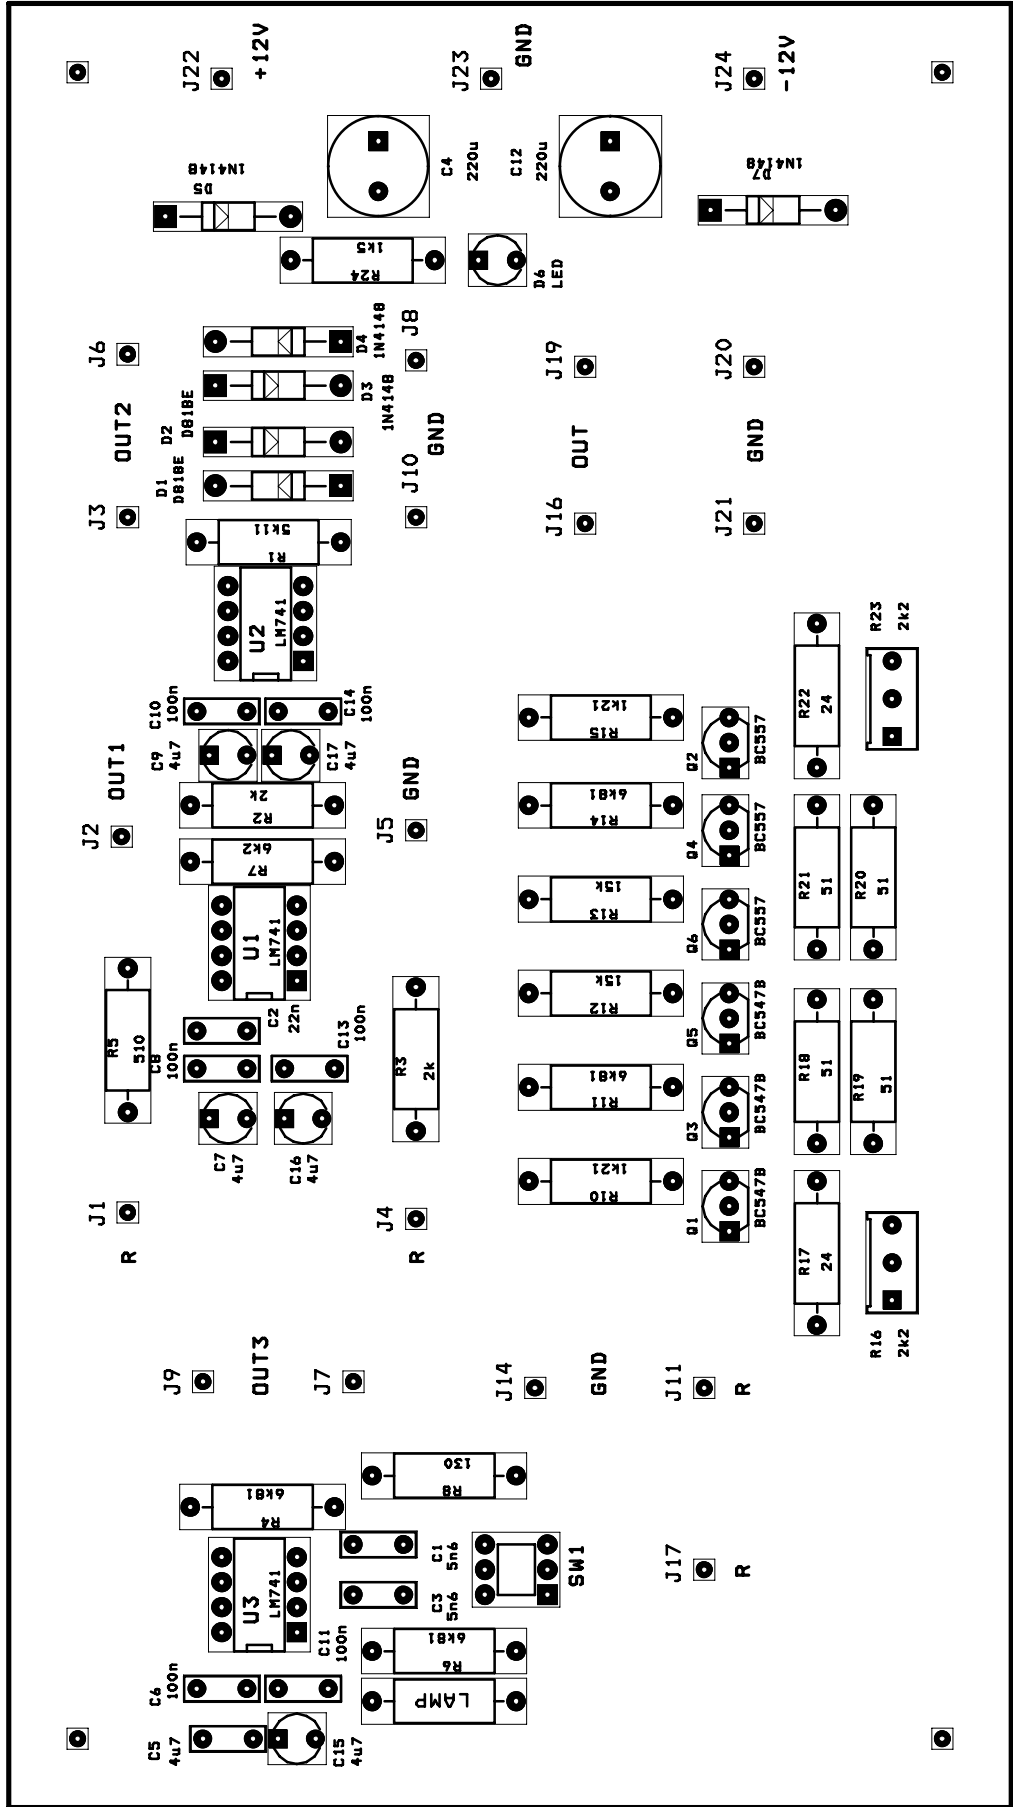 J22
+12V
J23
GND
J24
-12V
1N4148
D5
C4
220u
C12
220u
1N4148
D7
1k5
R24
D6
LED
J6
D4
1N4148
J8
J19
J20
OUT2
D2
D818E
D3
1N4148
GND
OUT
GND
D1
D818E
J10
J3
J16
J21
5k11
R1
U2
LM741
R23
2k2
C10
100n
C14
100n
1k21
R15
R22
24
OUT1
C9
4u7
C17
4u7
GND
Q2
BC557
J2
2k
R2
J5
6k81
R14
Q4
BC557
6k2
R7
R21
51
R20
51
U1
LM741
15k
R13
Q6
BC557
R5
510
C2
22n
C13
100n
15k
R12
Q5
BC547B
C8
100n
R3
2k
R18
51
R19
51
6k81
R11
Q3
BC547B
C7
4u7
C16
4u7
1k21
R10
Q1
BC547B
J1
R
J4
R
R17
24
R16
2k2
J9
OUT3
J7
J14
GND
J11
R
130
R8
6k81
R4
C1
5n6
SW1
J17
R
U3
LM741
C3
5n6
C11
100n
6k81
R6
C6
100n
LAMP
C5
4u7
C15
4u7